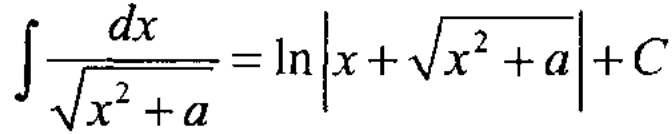 ∫ dx / √(x² + a) = ln|x + √(x² + a)| + C